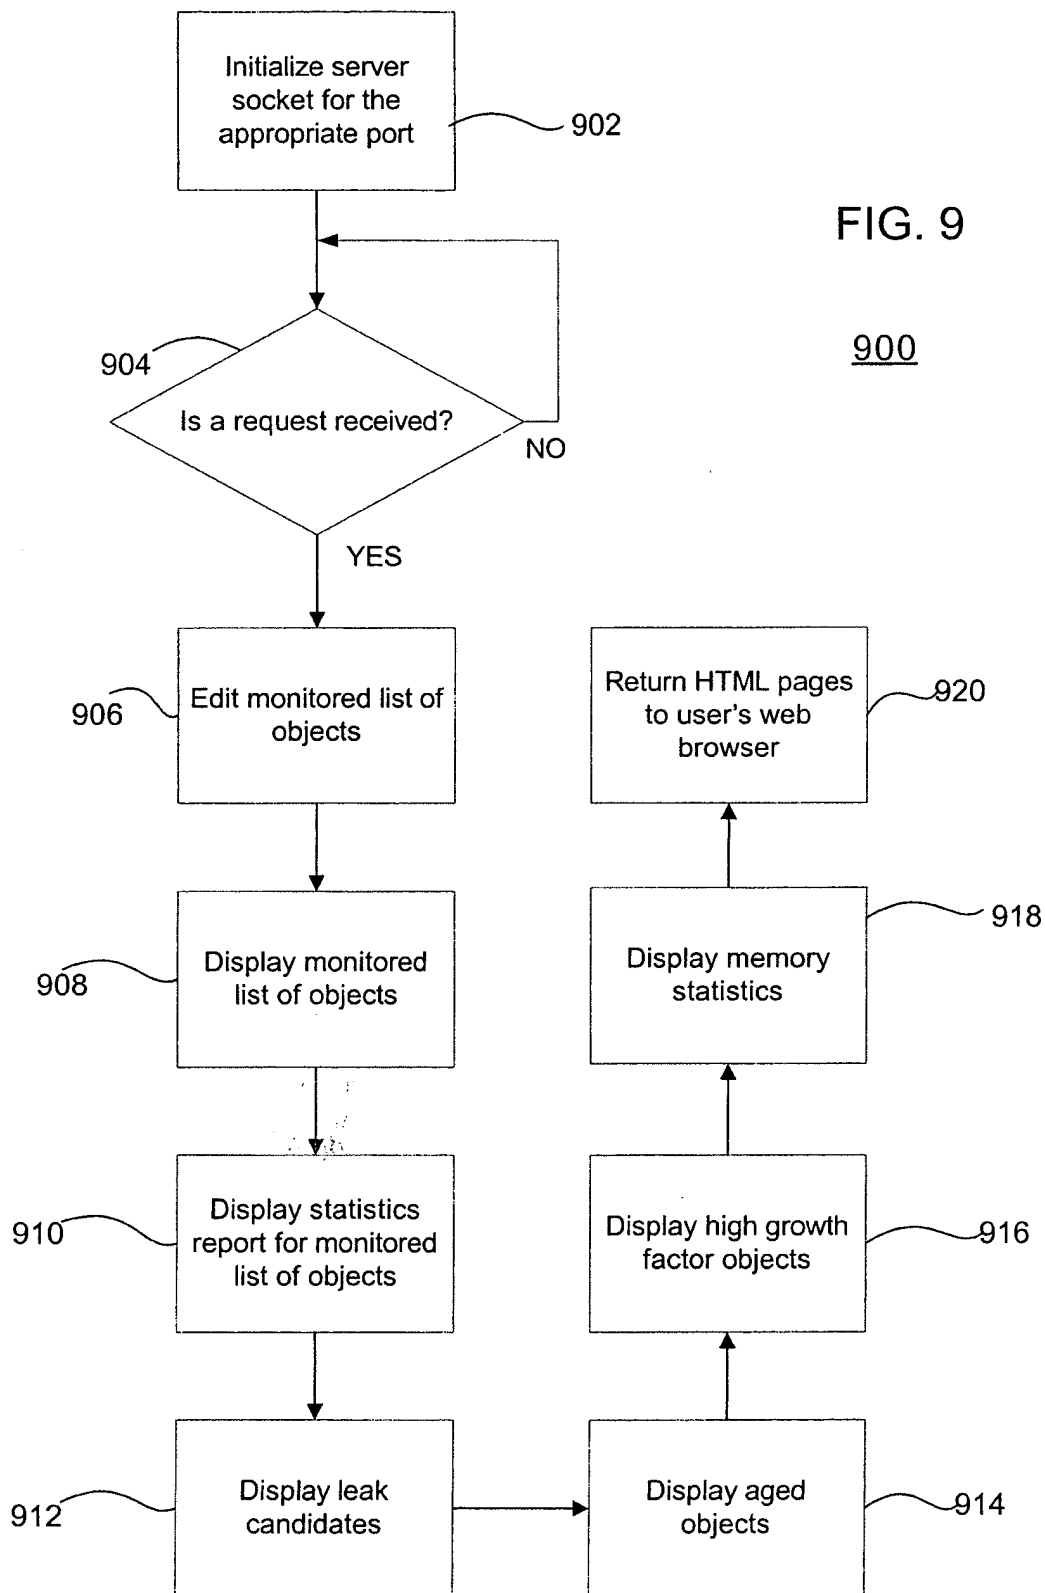 Initialize server
socket for the
appropriate port
902
FIG. 9
900
904
Is a request received?
NO
YES
906
Edit monitored list of
objects
Return HTML pages
to user's web
browser
920
908
Display monitored
list of objects
Display memory
statistics
918
910
Display statistics
report for monitored
list of objects
Display high growth
factor objects
916
912
Display leak
candidates
Display aged
objects
914